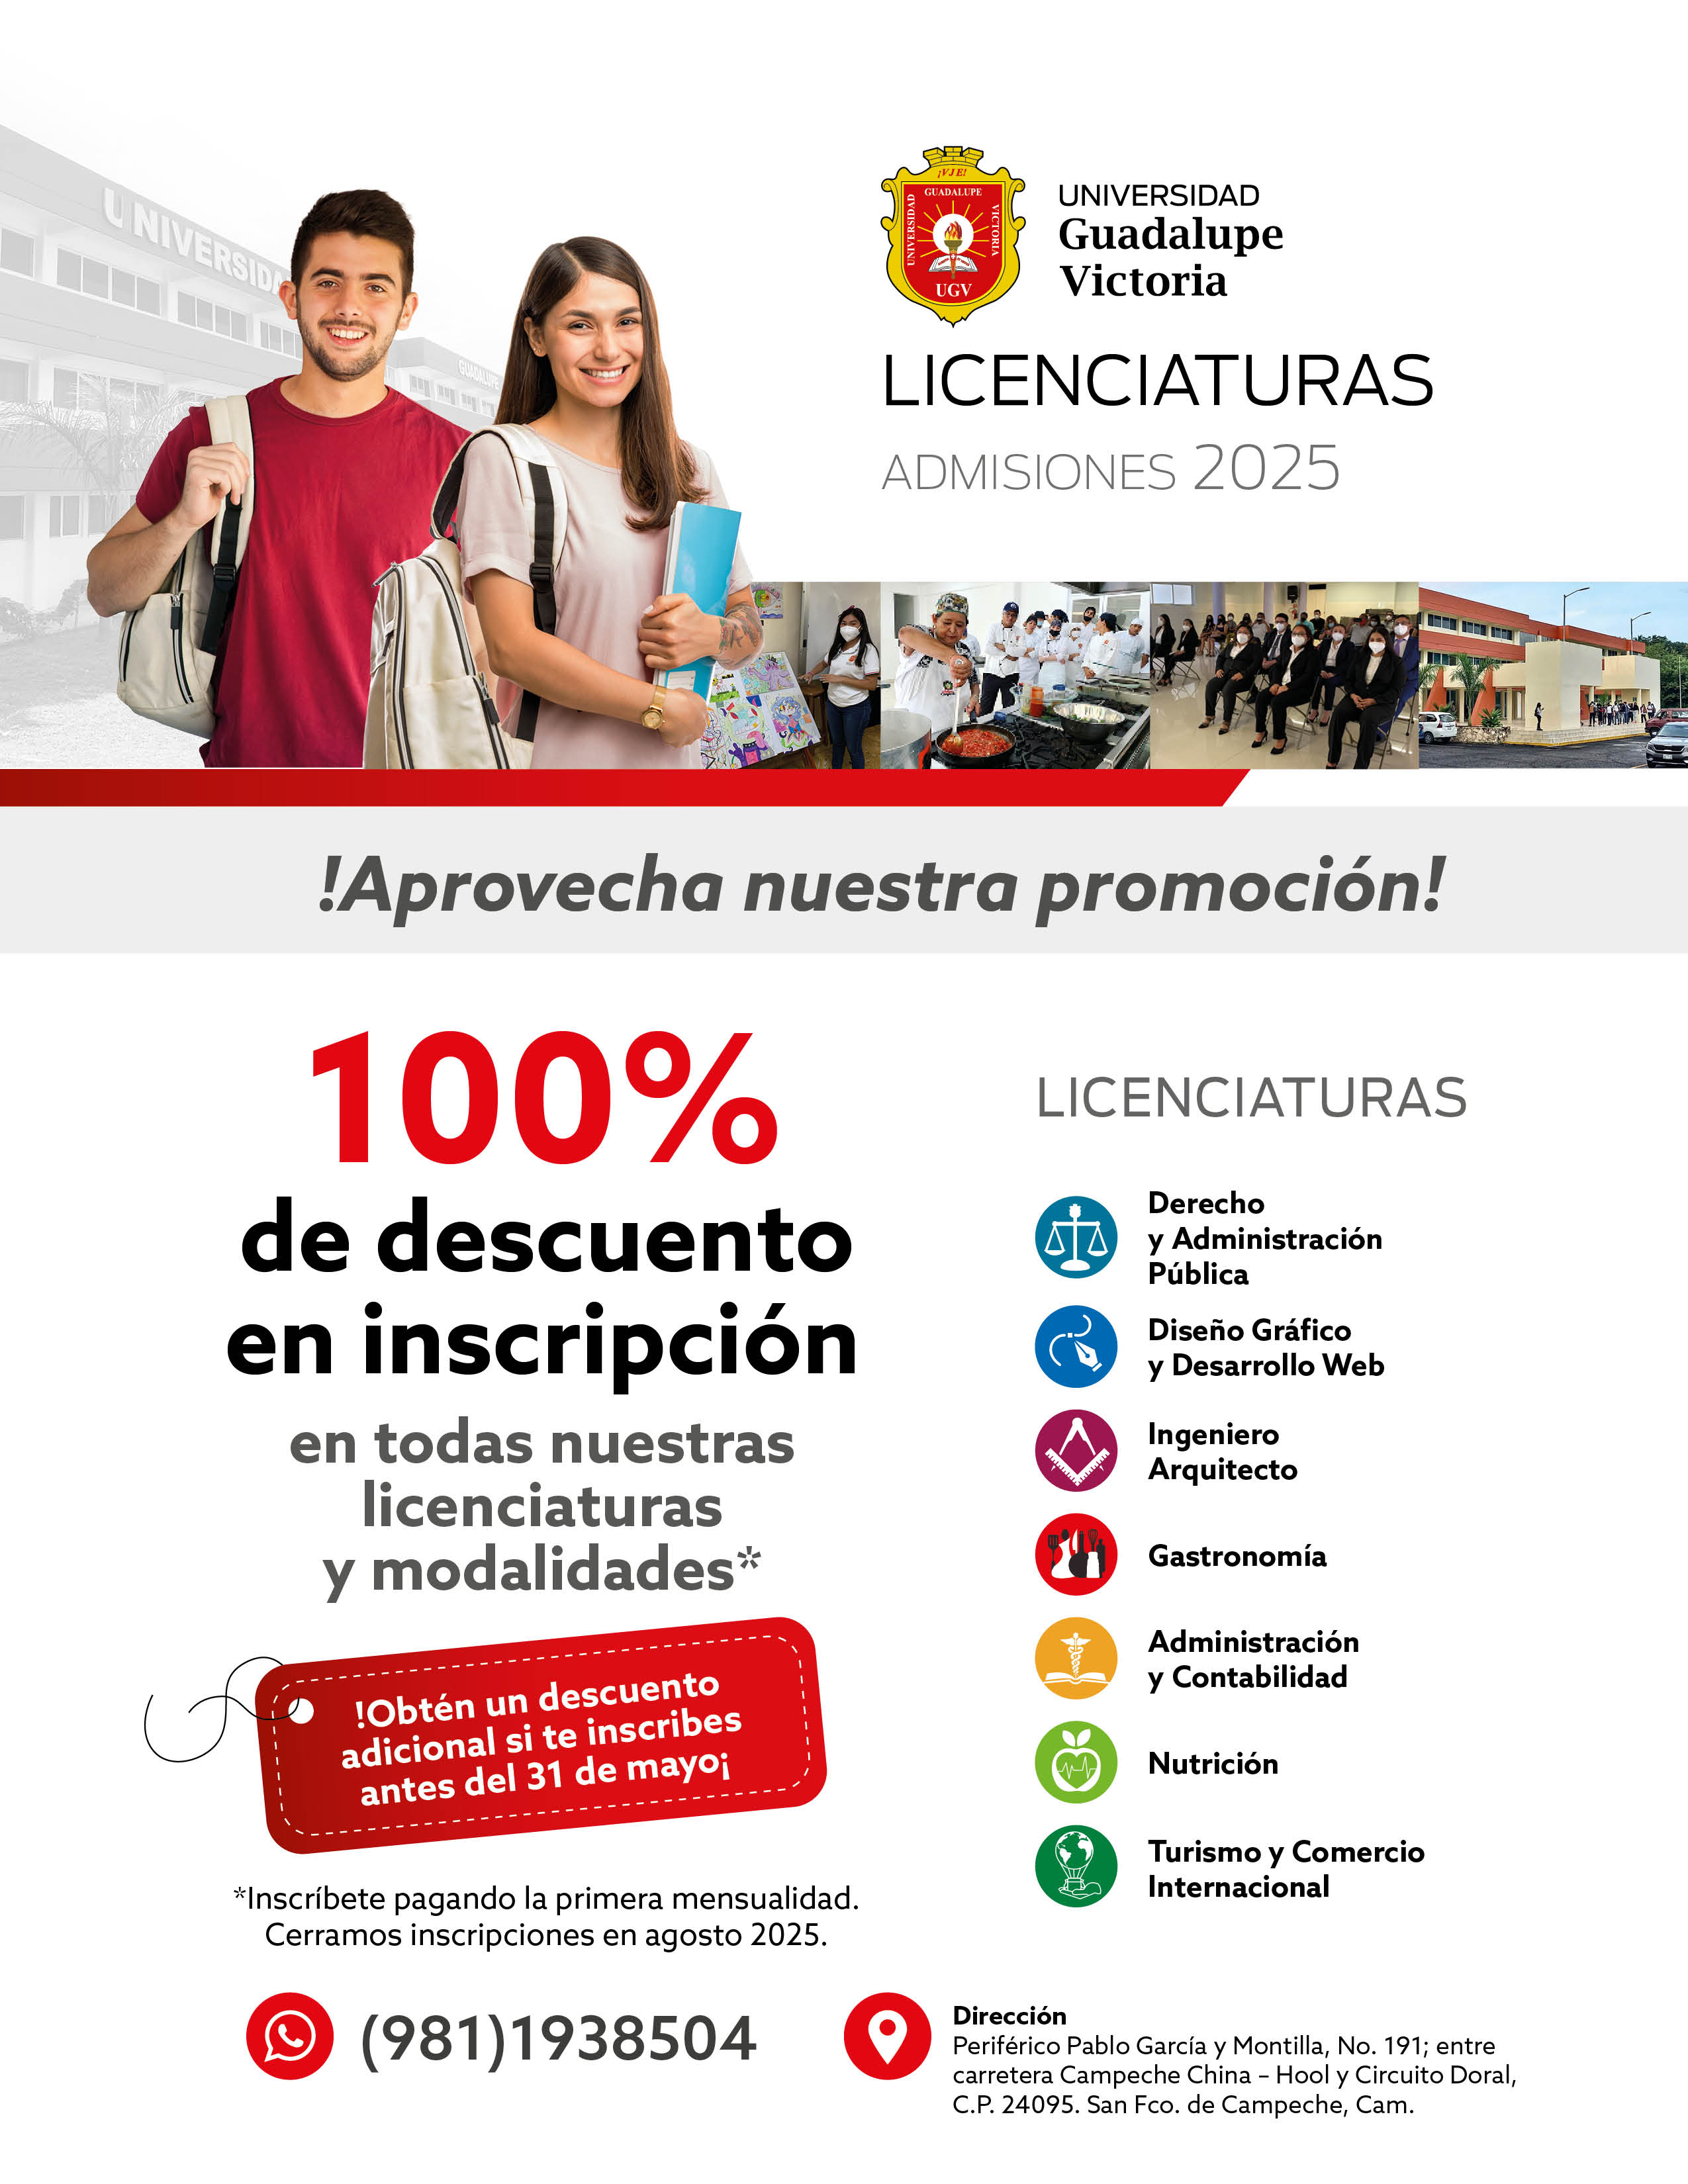 UNIVERSIDAD
GUADALUPE
¡VJE!
GUADALUPE
UNIVERSIDAD
VICTORIA
UGV
UNIVERSIDAD
Guadalupe
Victoria
LICENCIATURAS
ADMISIONES 2025
!Aprovecha nuestra promoción!
100%
de descuento
en inscripción
en todas nuestras
licenciaturas
y modalidades*
!Obtén un descuento
adicional si te inscribes
antes del 31 de mayo¡
*Inscríbete pagando la primera mensualidad.
Cerramos inscripciones en agosto 2025.
LICENCIATURAS
Derecho
y Administración
Pública
Diseño Gráfico
y Desarrollo Web
Ingeniero
Arquitecto
Gastronomía
Administración
y Contabilidad
Nutrición
Turismo y Comercio
Internacional
(981)1938504
Dirección
Periférico Pablo García y Montilla, No. 191; entre
carretera Campeche China – Hool y Circuito Doral,
C.P. 24095. San Fco. de Campeche, Cam.